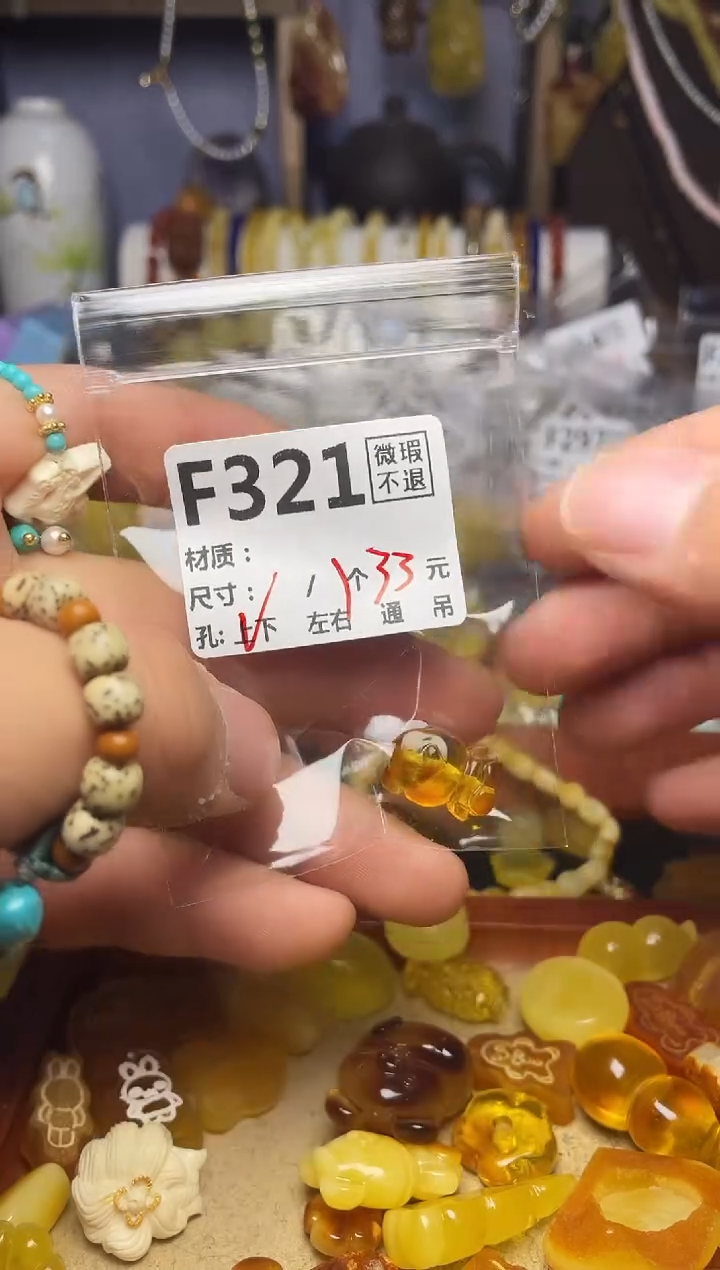 F321 微瑕
不退
材质：
尺寸： / 1个 33 元
孔：上下 左右 通 吊
F297